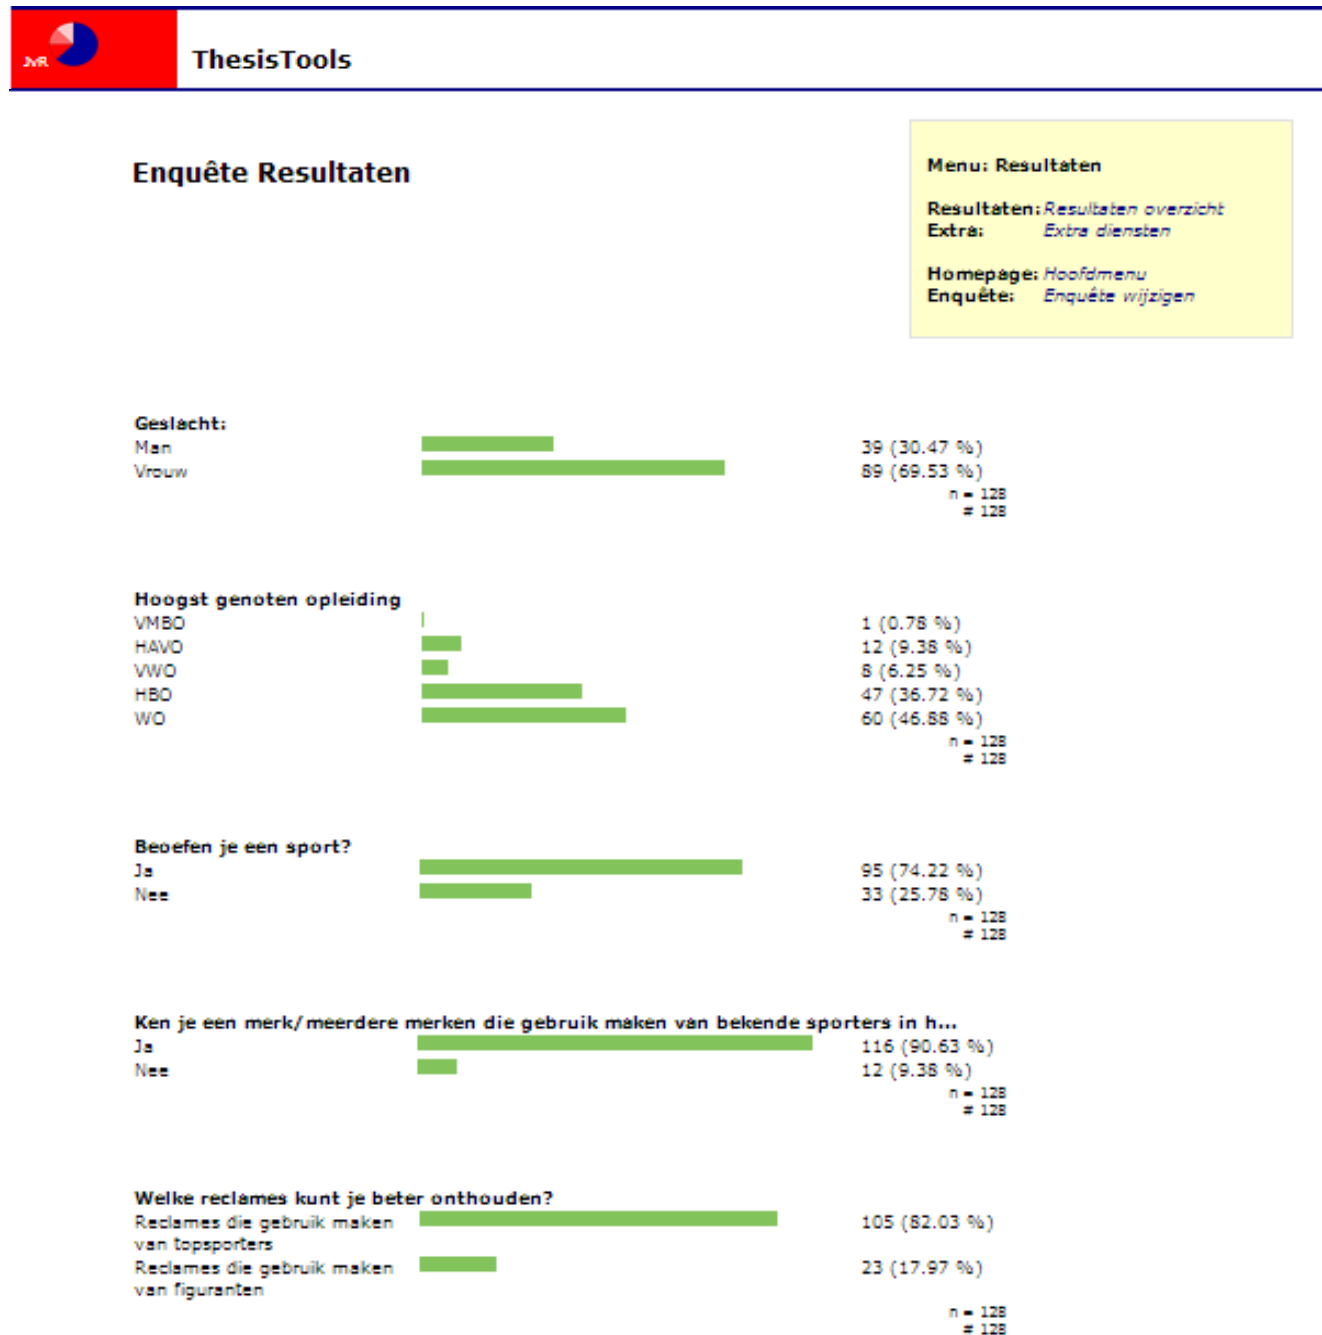 JvR
ThesisTools
Enquête Resultaten
Menu: Resultaten
Resultaten: Resultaten overzicht
Extra: Extra diensten
Homepage: Hoofdmenu
Enquête: Enquête wijzigen
Geslacht:
Man 39 (30.47 %)
Vrouw 89 (69.53 %)
n = 128
# 128
Hoogst genoten opleiding
VMBO 1 (0.78 %)
HAVO 12 (9.38 %)
VWO 8 (6.25 %)
HBO 47 (36.72 %)
WO 60 (46.88 %)
n = 128
# 128
Beoefen je een sport?
Ja 95 (74.22 %)
Nee 33 (25.78 %)
n = 128
# 128
Ken je een merk/meerdere merken die gebruik maken van bekende sporters in h...
Ja 116 (90.63 %)
Nee 12 (9.38 %)
n = 128
# 128
Welke reclames kunt je beter onthouden?
Reclames die gebruik maken 105 (82.03 %)
van topsporters
Reclames die gebruik maken 23 (17.97 %)
van figuranten
n = 128
# 128